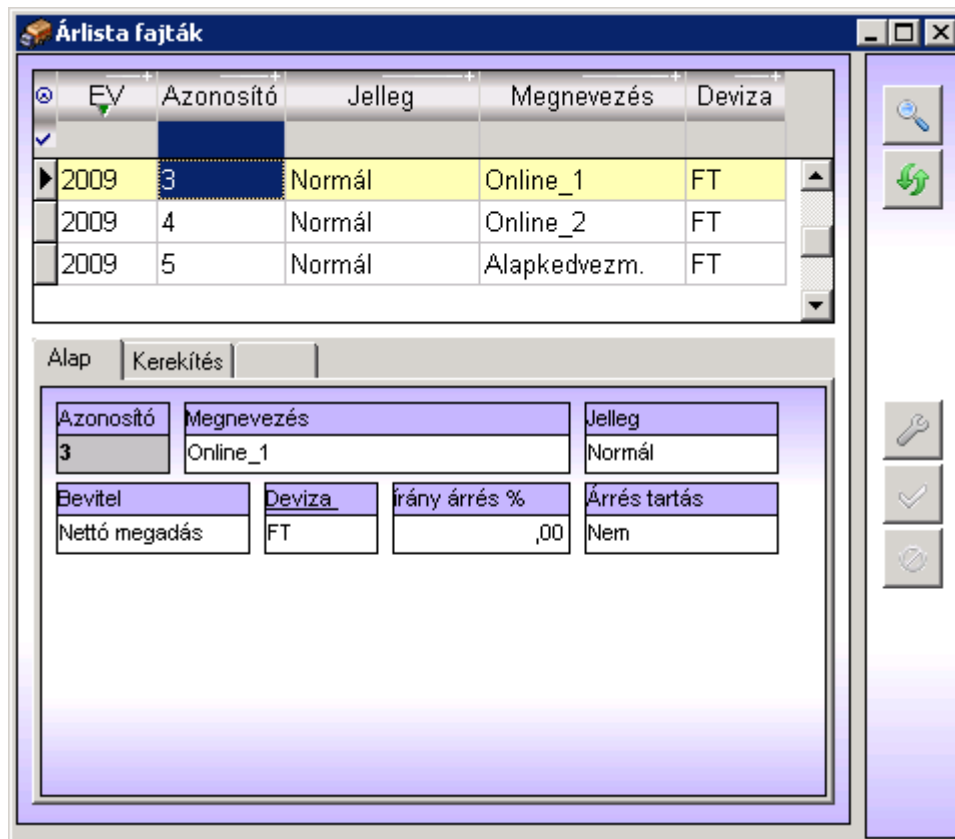 Árlista fajták
EV Azonosító Jelleg Megnevezés Deviza
2009 3 Normál Online_1 FT
2009 4 Normál Online_2 FT
2009 5 Normál Alapkedvezm. FT
Alap Kerekítés
Azonosító Megnevezés Jelleg
3 Online_1 Normál
Bevitel Deviza Irány árrés % Árrés tartás
Nettó megadás FT ,00 Nem